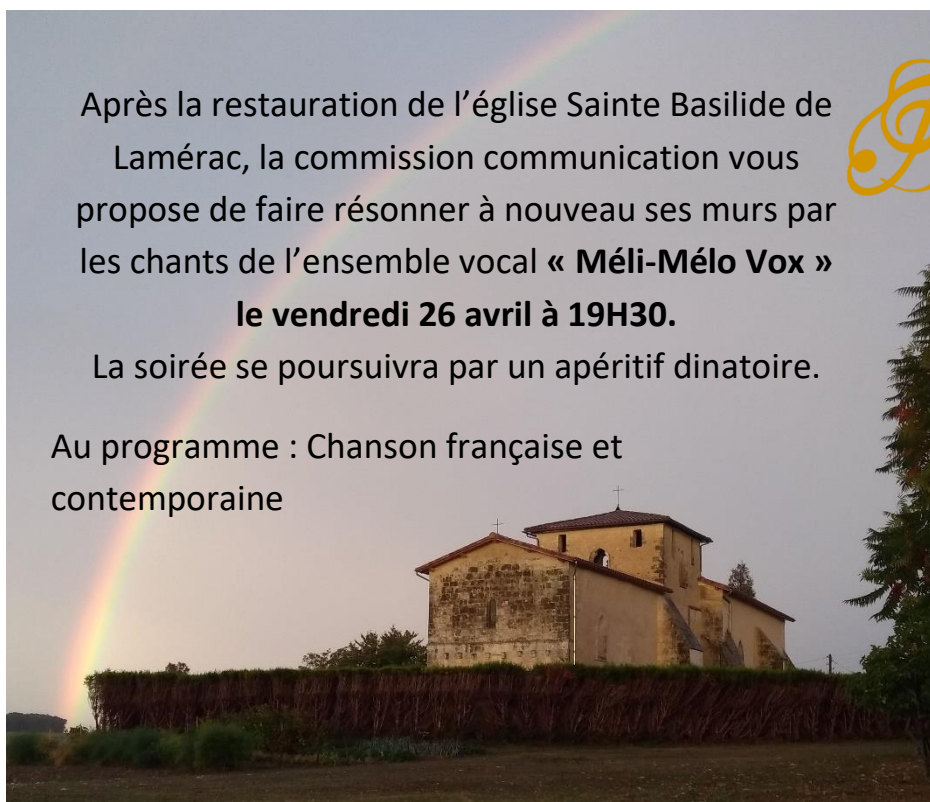 Après la restauration de l’église Sainte Basilide de
Lamérac, la commission communication vous
propose de faire résonner à nouveau ses murs par
les chants de l’ensemble vocal « Méli-Mélo Vox »
le vendredi 26 avril à 19H30.
La soirée se poursuivra par un apéritif dinatoire.
Au programme : Chanson française et
contemporaine